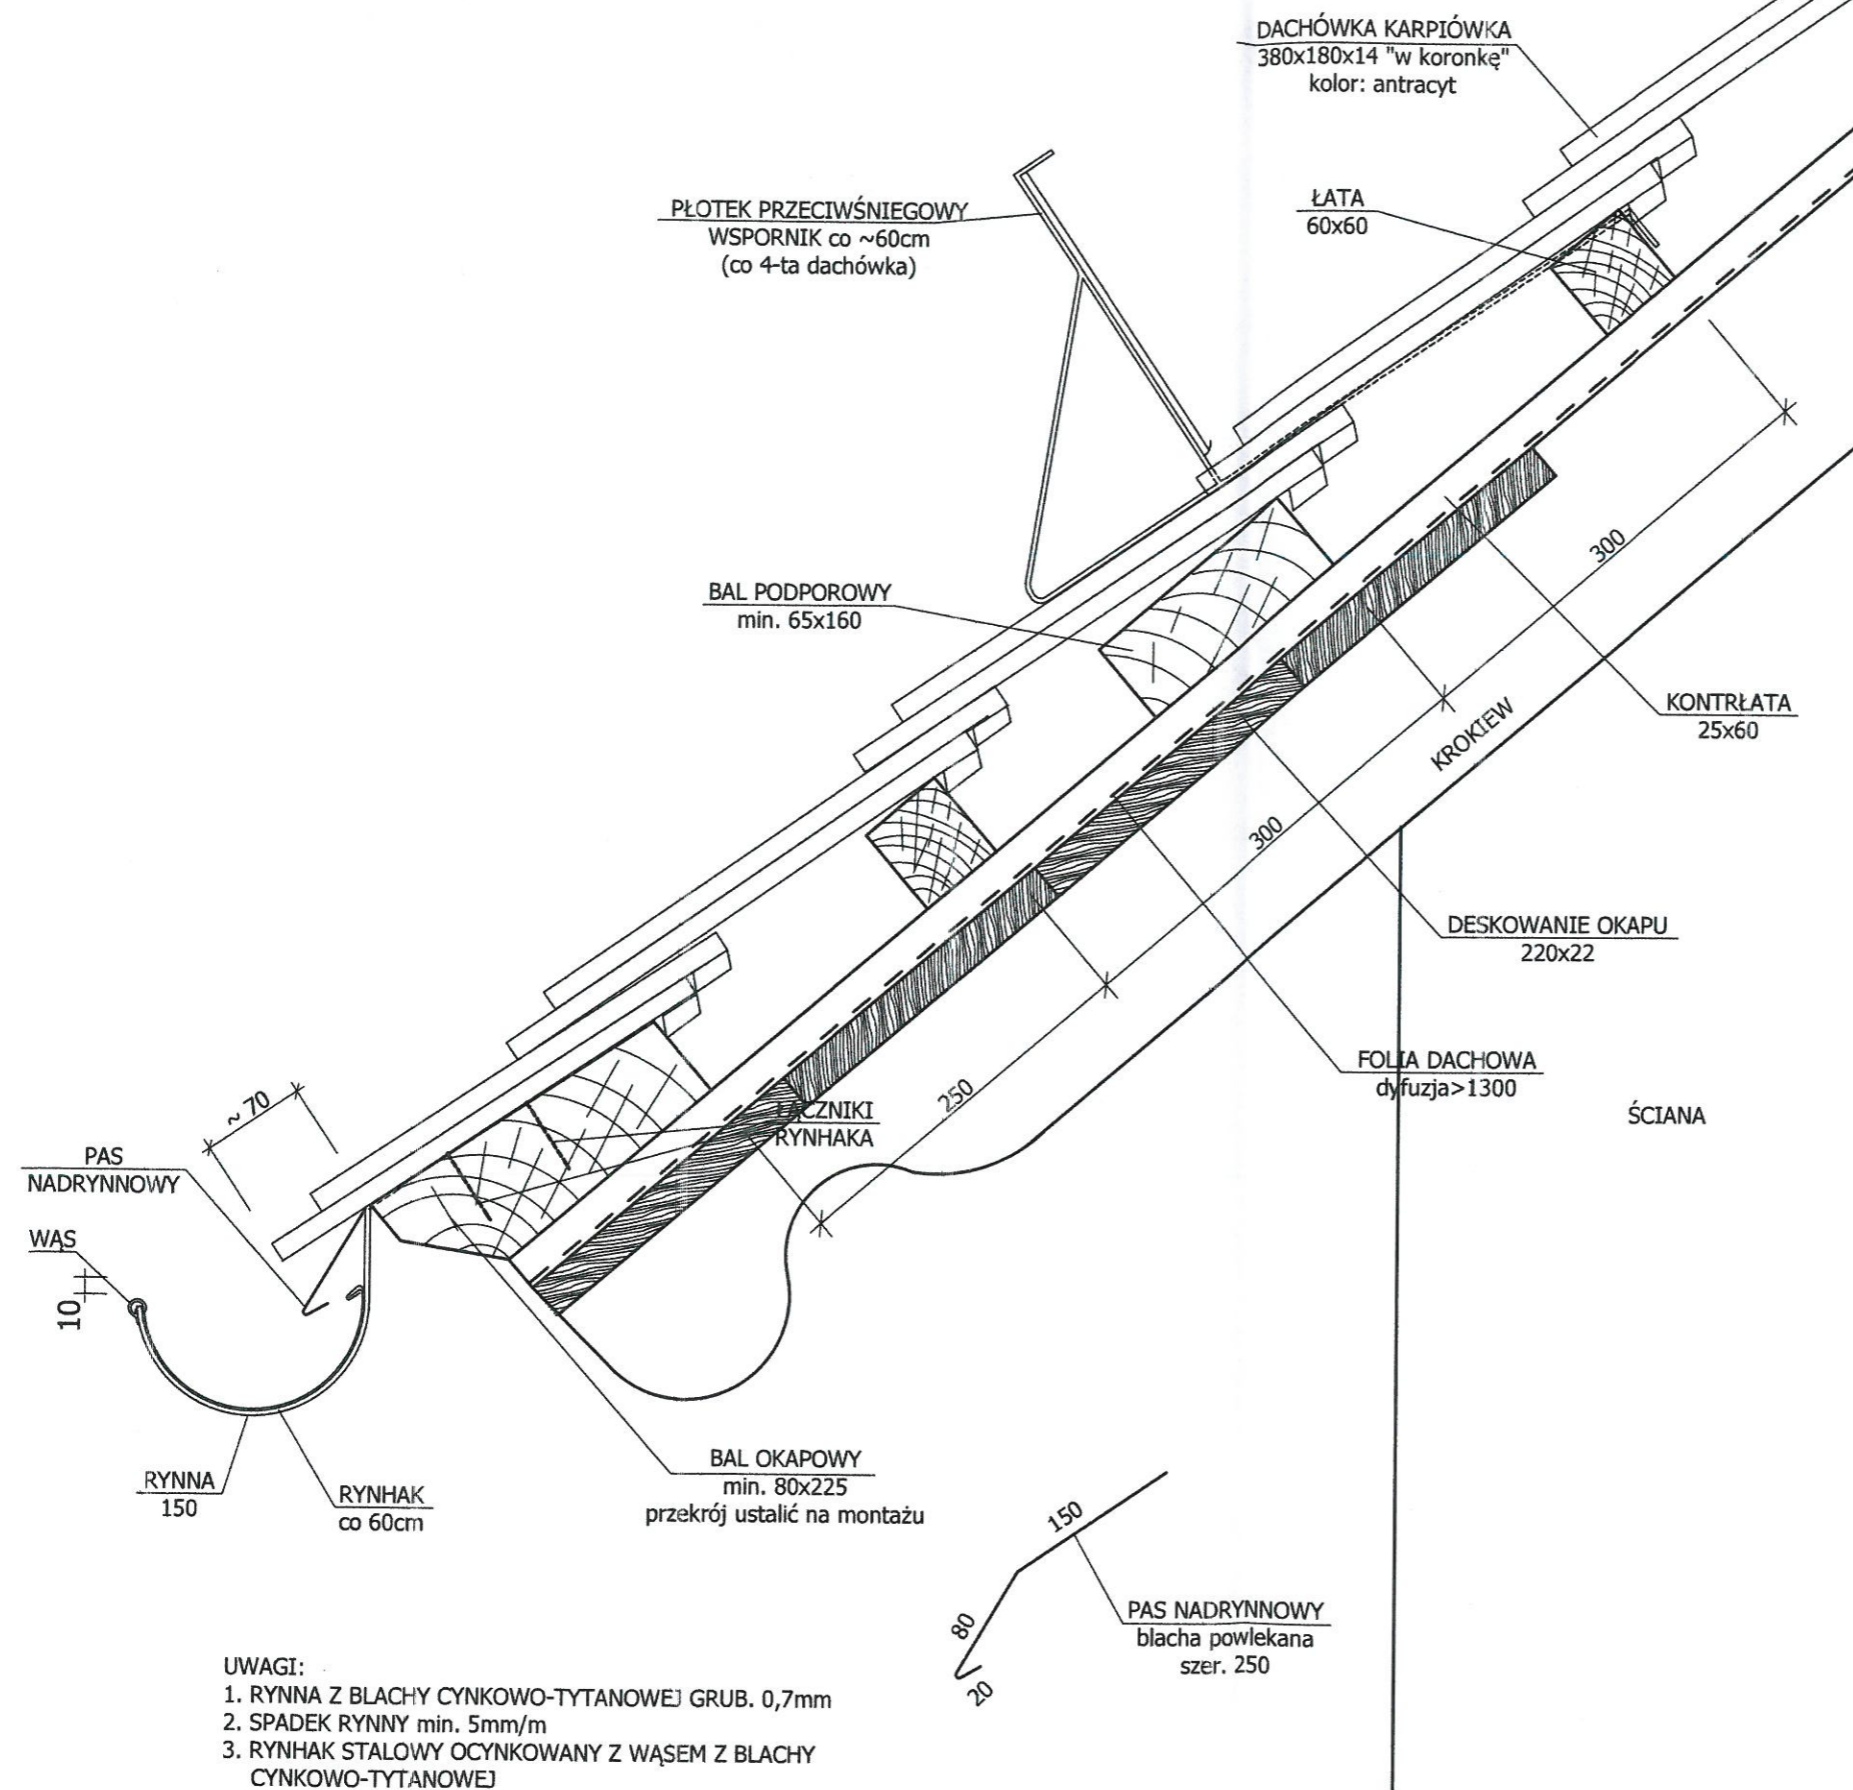 DACHÓWKA KARPIÓWKA
380x180x14 "w koronkę"
kolor: antracyt
ŁATA
60x60
PŁOTEK PRZECIWŚNIEGOWY
WSPORNIK co ~60cm
(co 4-ta dachówka)
BAL PODPOROWY
min. 65x160
300
KONTRŁATA
25x60
KROKIEW
300
DESKOWANIE OKAPU
220x22
FOLIA DACHOWA
dyfuzja>1300
250
ŚCIANA
ŁĄCZNIKI
RYNHAKA
~ 70
PAS
NADRYNNOWY
WĄS
10
RYNNA
150
RYNHAK
co 60cm
BAL OKAPOWY
min. 80x225
przekrój ustalić na montażu
150
80
20
PAS NADRYNNOWY
blacha powlekana
szer. 250
UWAGI:
1. RYNNA Z BLACHY CYNKOWO-TYTANOWEJ GRUB. 0,7mm
2. SPADEK RYNNY min. 5mm/m
3. RYNHAK STALOWY OCYNKOWANY Z WĄSEM Z BLACHY
CYNKOWO-TYTANOWEJ